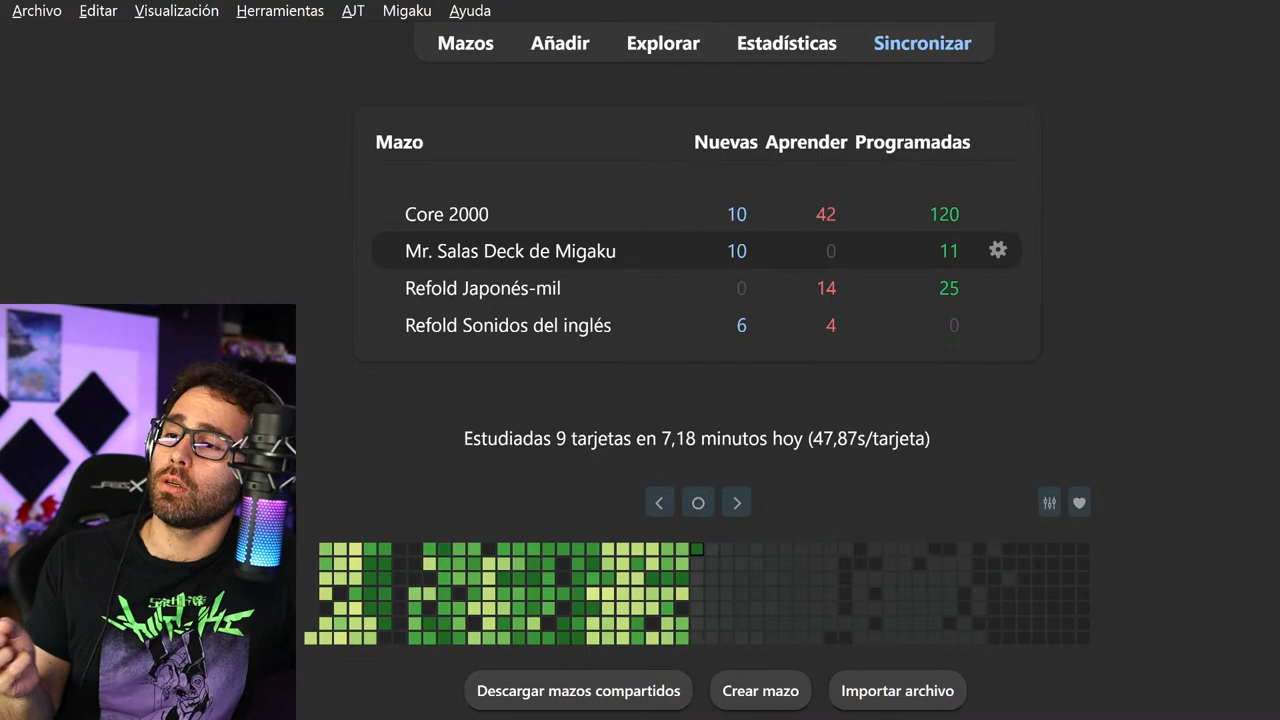 Archivo Editar Visualización Herramientas AJT Migaku Ayuda
Mazos Añadir Explorar Estadísticas Sincronizar
Mazo Nuevas Aprender Programadas
Core 2000 10 42 120
Mr. Salas Deck de Migaku 10 0 11
Refold Japonés-mil 0 14 25
Refold Sonidos del inglés 6 4 0
Estudiadas 9 tarjetas en 7,18 minutos hoy (47,87s/tarjeta)
Descargar mazos compartidos Crear mazo Importar archivo